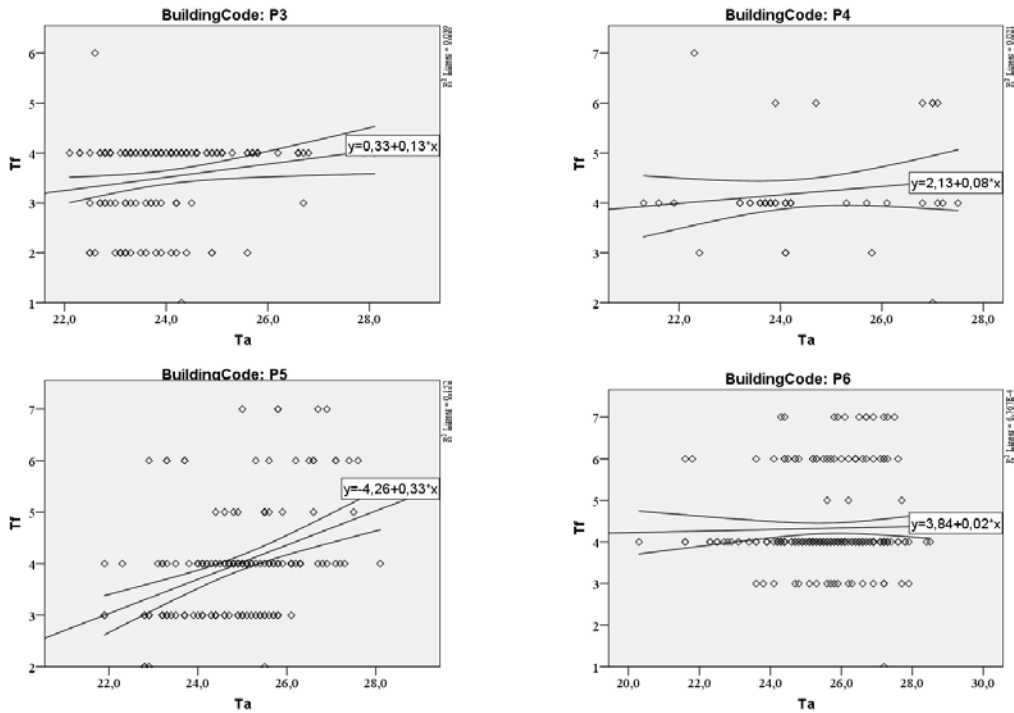 BuildingCode: P3
Tf
6
5
4
3
2
1
y=0,33+0,13*x
22,0 24,0 26,0 28,0
Ta
BuildingCode: P4
Tf
7
6
5
4
3
2
y=2,13+0,08*x
22,0 24,0 26,0 28,0
Ta
BuildingCode: P5
Tf
7
6
5
4
3
2
y=-4,26+0,33*x
22,0 24,0 26,0 28,0
Ta
BuildingCode: P6
Tf
7
6
5
4
3
2
1
y=3,84+0,02*x
20,0 22,0 24,0 26,0 28,0 30,0
Ta